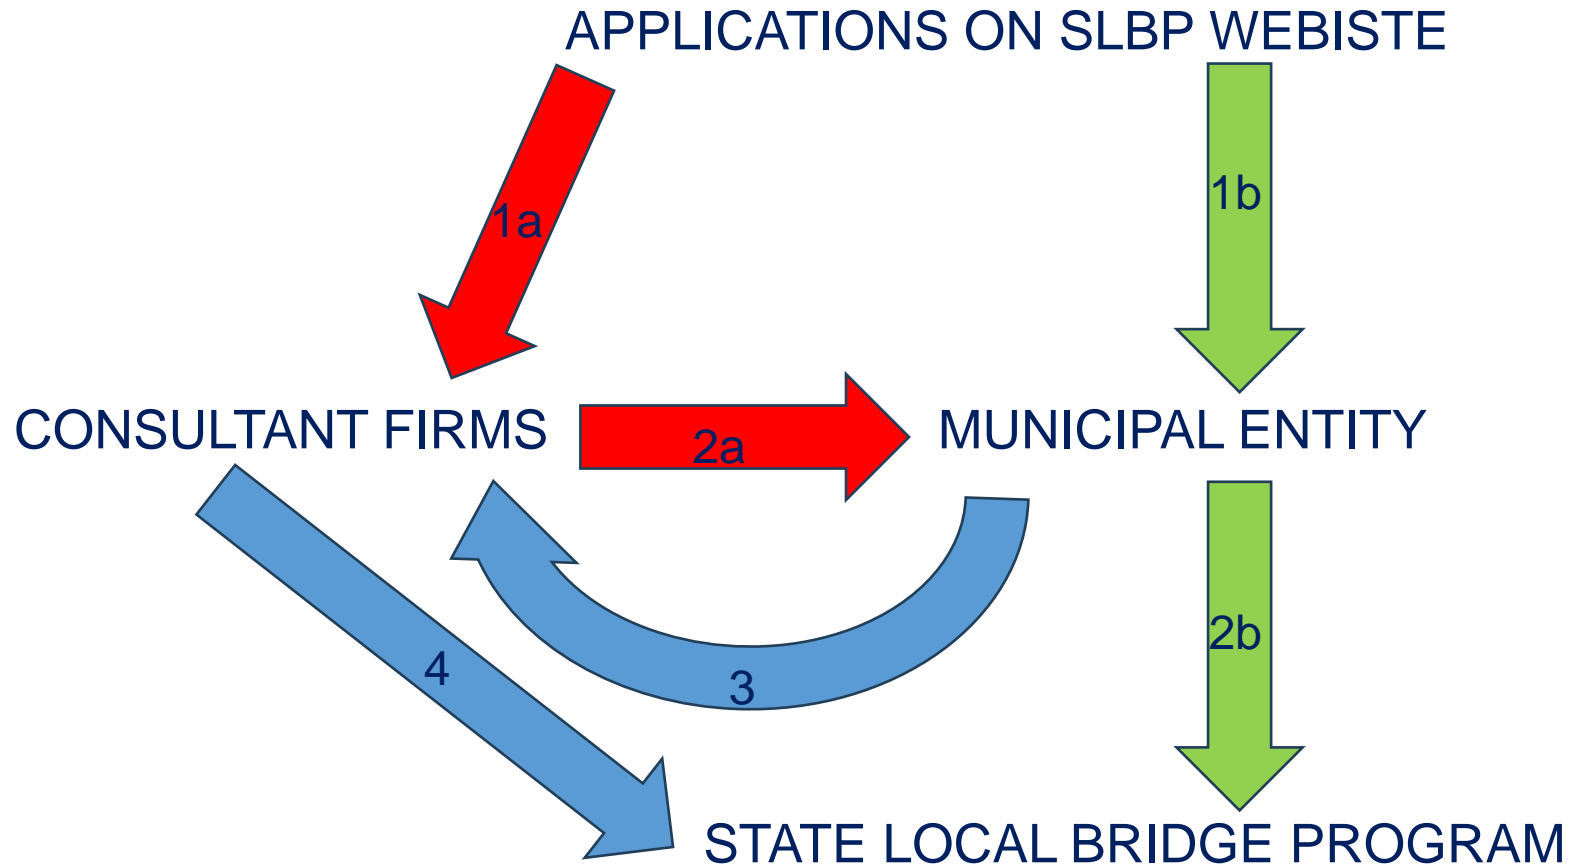 APPLICATIONS ON SLBP WEBISTE
1a
1b
CONSULTANT FIRMS
2a
MUNICIPAL ENTITY
2b
4
3
STATE LOCAL BRIDGE PROGRAM